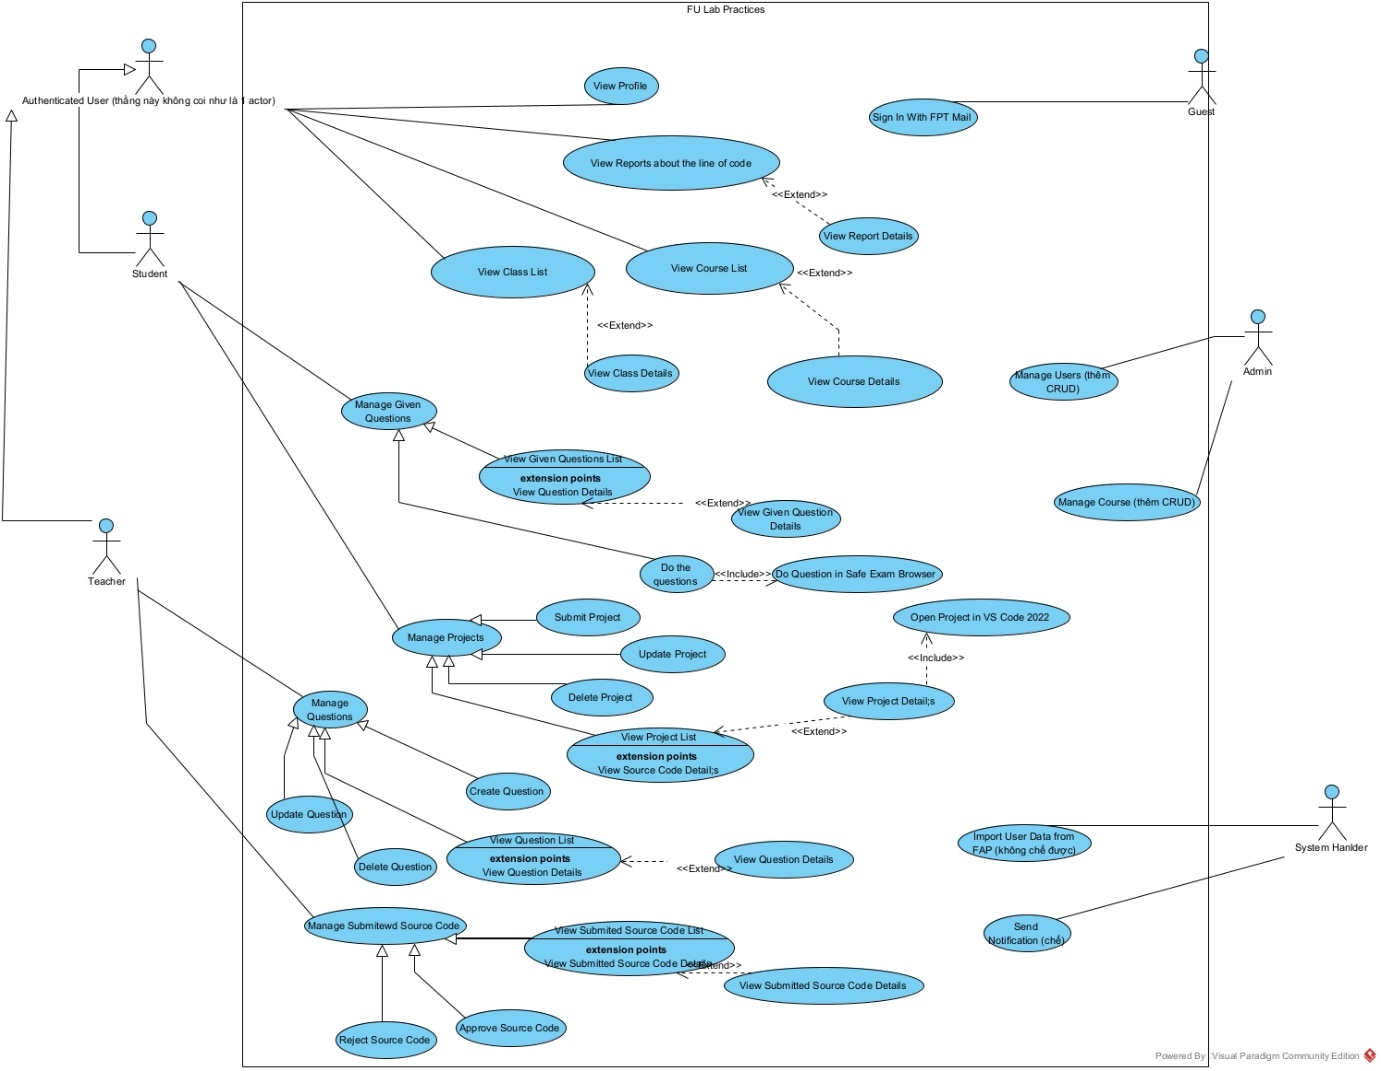 FU Lab Practices
Authenticated User (thằng này không coi như là 1 actor)
View Profile
Sign In With FPT Mail
Guest
View Reports about the line of code
<<Extend>>
View Report Details
Student
View Class List
View Course List
<<Extend>>
<<Extend>>
View Class Details
View Course Details
Admin
Manage Users (thêm
CRUD)
Manage Given
Questions
View Given Questions List
extension points
View Question Details
<<Extend>>
View Given Question
Details
Manage Course (thêm CRUD)
Teacher
Do the
questions
<<Include>>
Do Question in Safe Exam Browser
Submit Project
Open Project in VS Code 2022
Manage Projects
Update Project
<<Include>>
Delete Project
View Project Detail;s
Manage
Questions
<<Extend>>
View Project List
extension points
View Source Code Detail;s
Create Question
Update Question
View Question List
extension points
View Question Details
<<Extend>>
View Question Details
Delete Question
Import User Data from
FAP (không chế được)
System Hanlder
Manage Submitewd Source Code
View Submited Source Code List
extension points
View Submitted Source Code Details
<<Extend>>
Send
Notification (chế)
View Submitted Source Code Details
Reject Source Code
Approve Source Code
Powered By: Visual Paradigm Community Edition